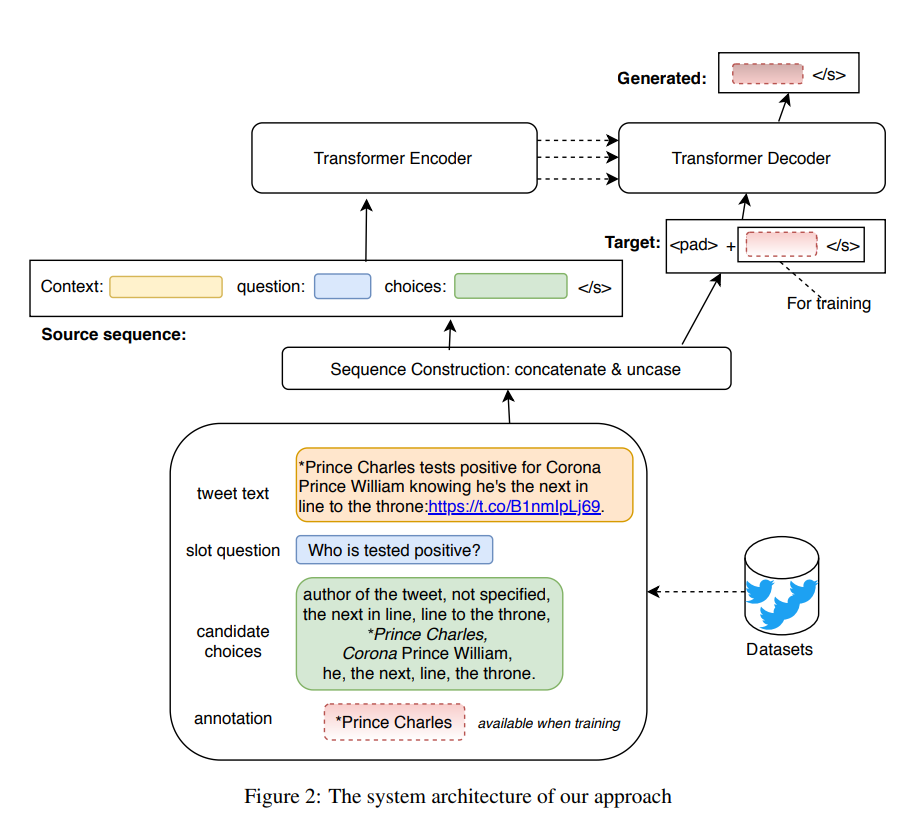 Generated:
</s>
Transformer Encoder
Transformer Decoder
Target:
<pad> + </s>
For training
Context: question: choices: </s>
Source sequence:
Sequence Construction: concatenate & uncase
tweet text
*Prince Charles tests positive for Corona
Prince William knowing he's the next in
line to the throne:https://t.co/B1nmIpLj69.
slot question
Who is tested positive?
candidate
choices
author of the tweet, not specified,
the next in line, line to the throne,
*Prince Charles,
Corona Prince William,
he, the next, line, the throne.
Datasets
annotation
*Prince Charles
available when training
Figure 2: The system architecture of our approach